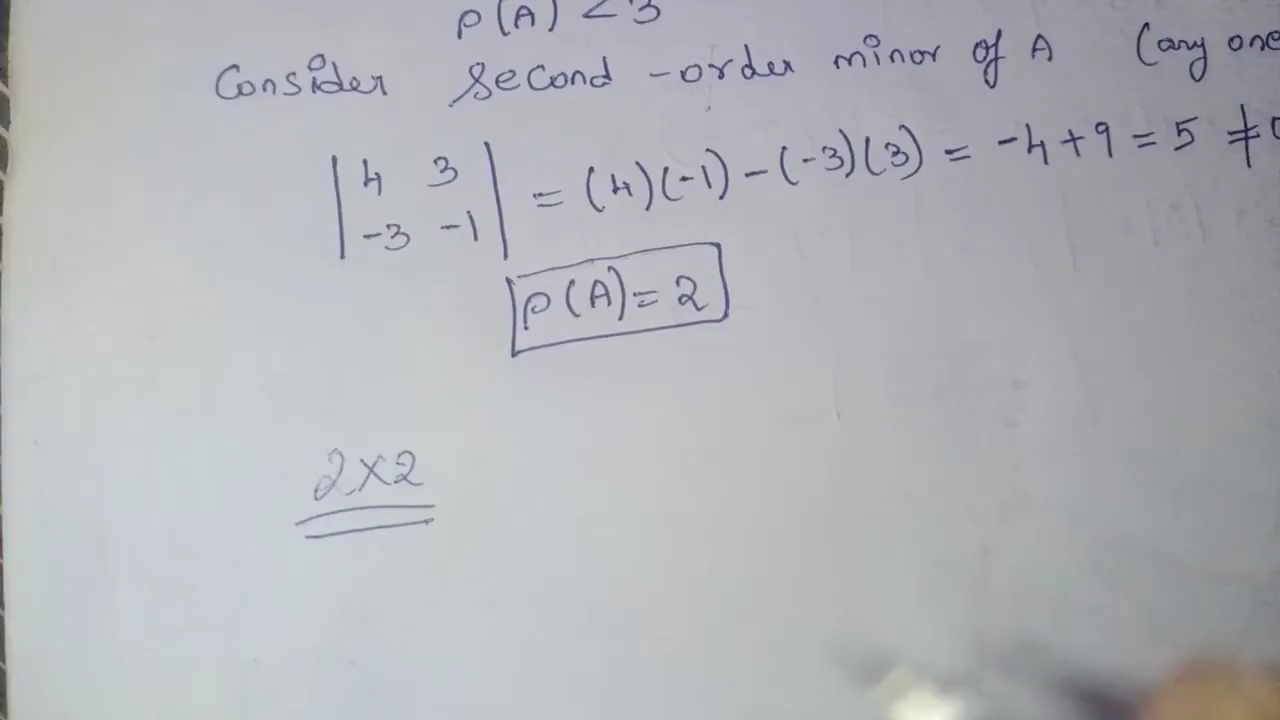 ρ(A) < 3
Consider second-order minor of A (any one
| 4 3 | = (4)(-1) - (-3)(3) = -4+9 = 5 ≠0
| -3 -1 |
ρ(A) = 2
2×2